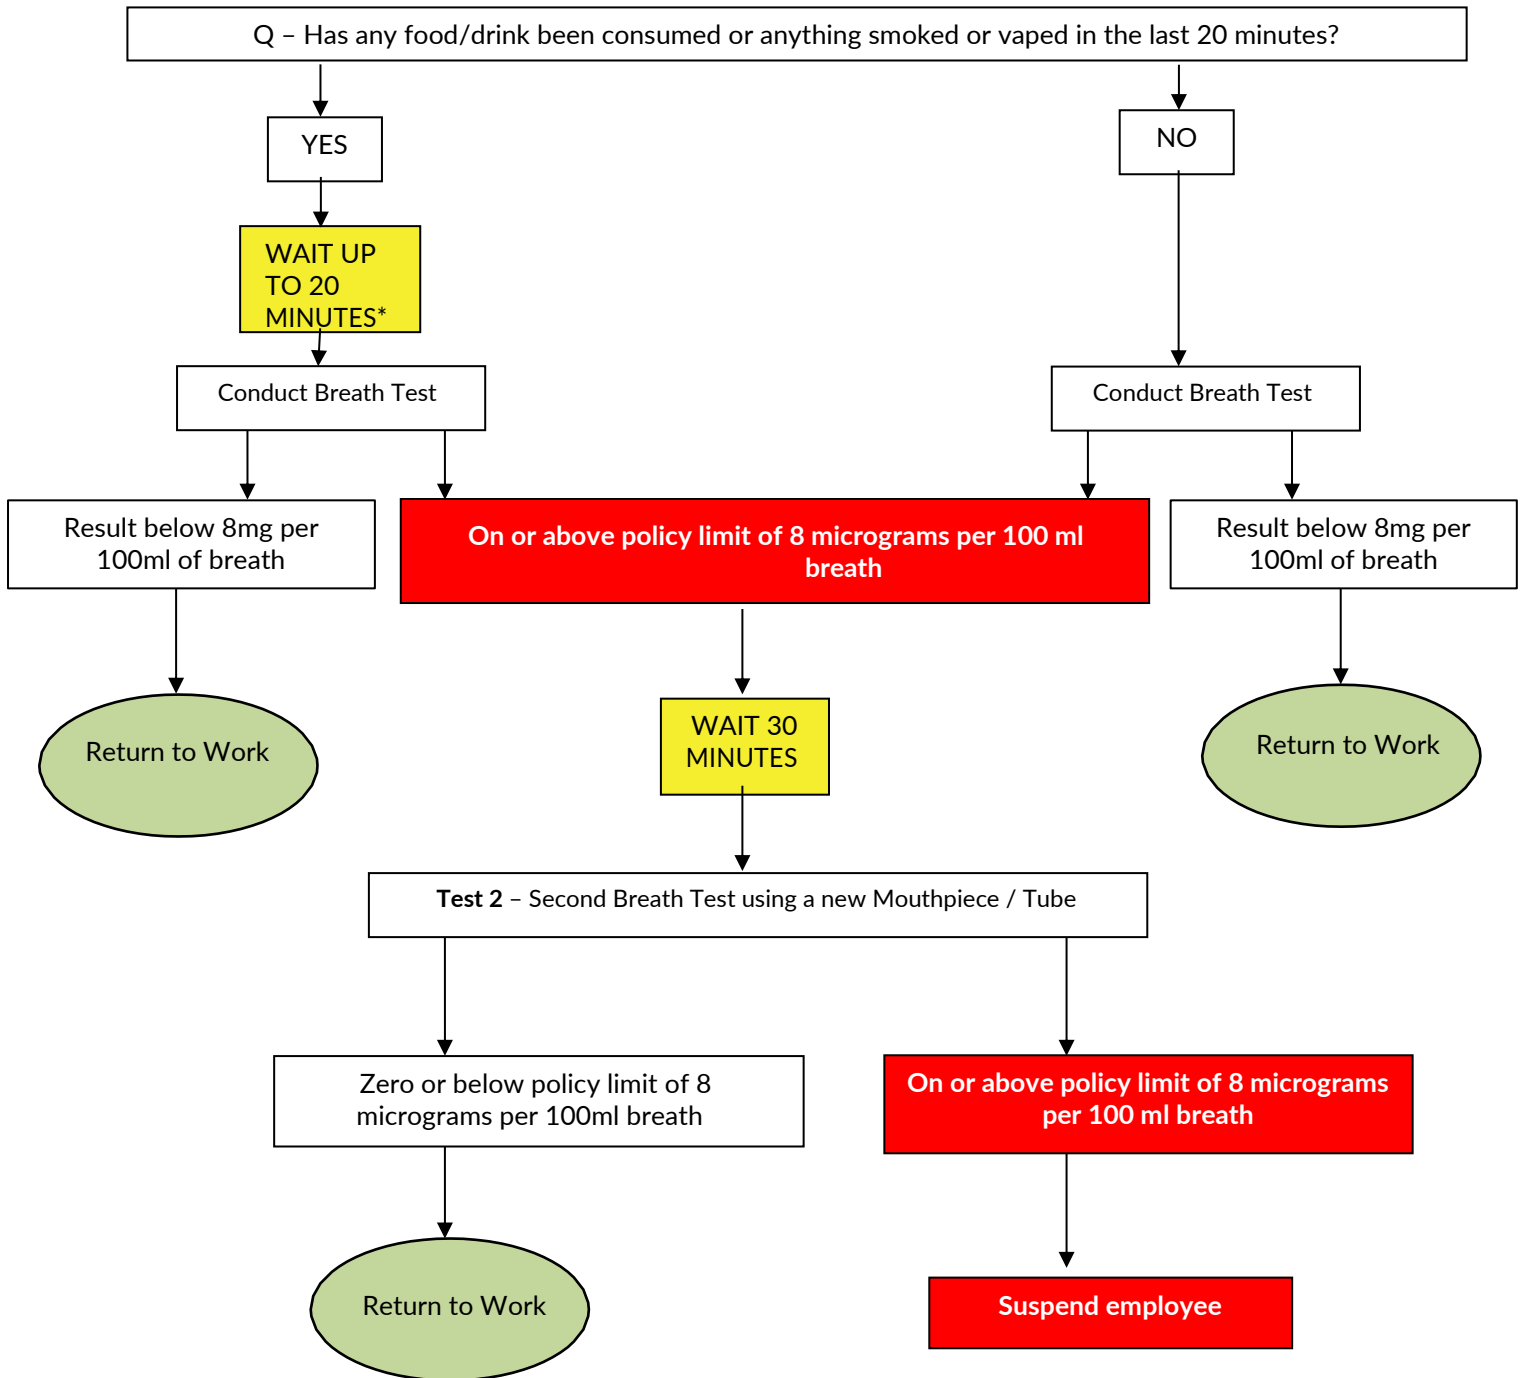 Q – Has any food/drink been consumed or anything smoked or vaped in the last 20 minutes?
YES
NO
WAIT UP
TO 20
MINUTES*
Conduct Breath Test
Conduct Breath Test
Result below 8mg per
100ml of breath
On or above policy limit of 8 micrograms per 100 ml
breath
Result below 8mg per
100ml of breath
Return to Work
WAIT 30
MINUTES
Return to Work
Test 2 – Second Breath Test using a new Mouthpiece / Tube
Zero or below policy limit of 8
micrograms per 100ml breath
On or above policy limit of 8 micrograms
per 100 ml breath
Return to Work
Suspend employee